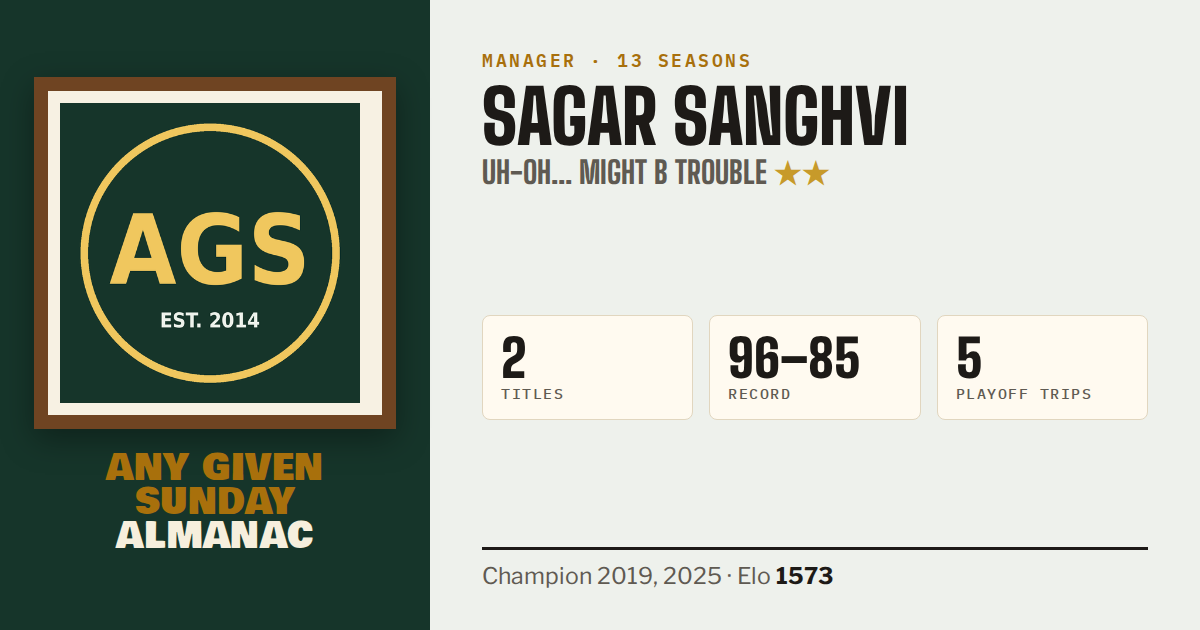 AGS
EST. 2014
ANY GIVEN
SUNDAY
ALMANAC
MANAGER · 13 SEASONS
SAGAR SANGHVI
UH-OH... MIGHT B TROUBLE ★★
2
TITLES
96–85
RECORD
5
PLAYOFF TRIPS
Champion 2019, 2025 · Elo 1573